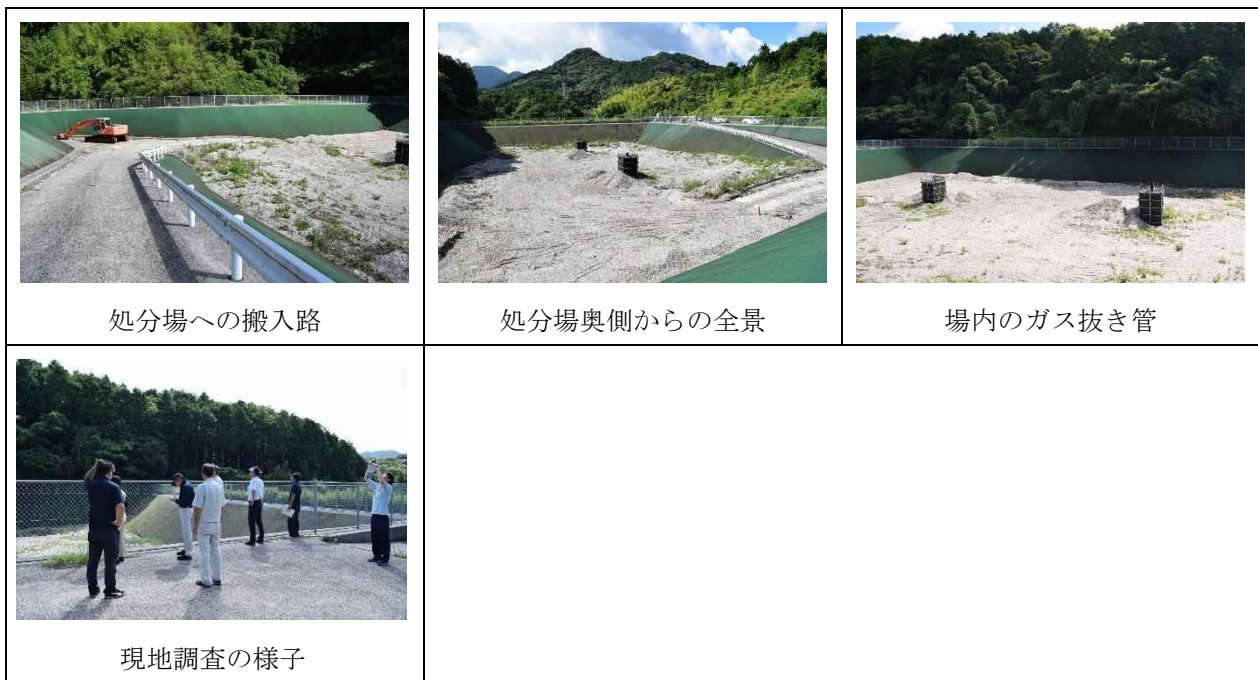 処分場への搬入路
処分場奥側からの全景
場内のガス抜き管
現地調査の様子